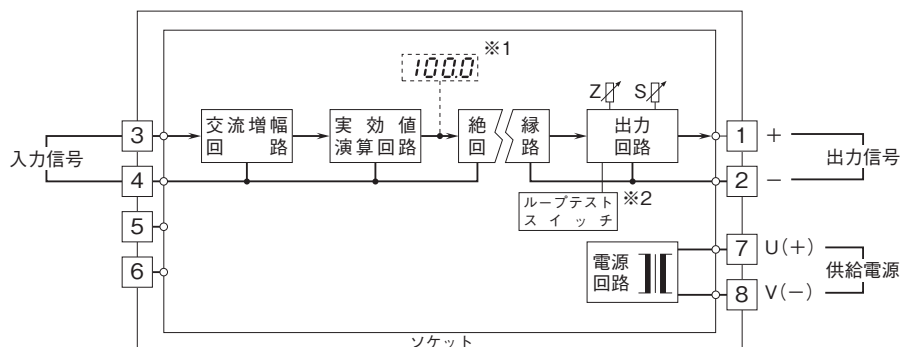 ※1
100.0
Z
S
3
交流増幅
回路
実効値
演算回路
絶縁
回路
出力
回路
1
+
入力信号
出力信号
4
2
−
ループテスト
スイッチ
※2
5
6
電源
回路
7
U(+)
供給電源
8
V(−)
ソケット